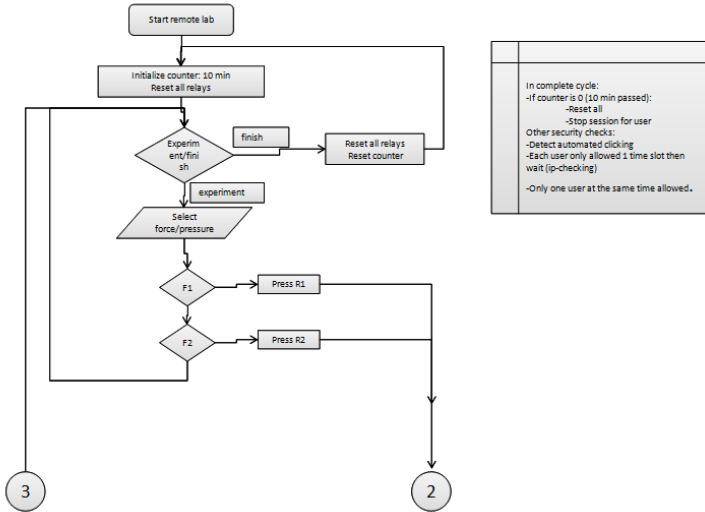 Start remote lab
Initialize counter: 10 min
Reset all relays
Experim
ent/fini
sh
finish
Reset all relays
Reset counter
experiment
Select
force/pressure
F1
Press R1
F2
Press R2
3
2
In complete cycle:
-If counter is 0 (10 min passed):
-Reset all
-Stop session for user
Other security checks:
-Detect automated clicking
-Each user only allowed 1 time slot then
wait (ip-checking)
-Only one user at the same time allowed.